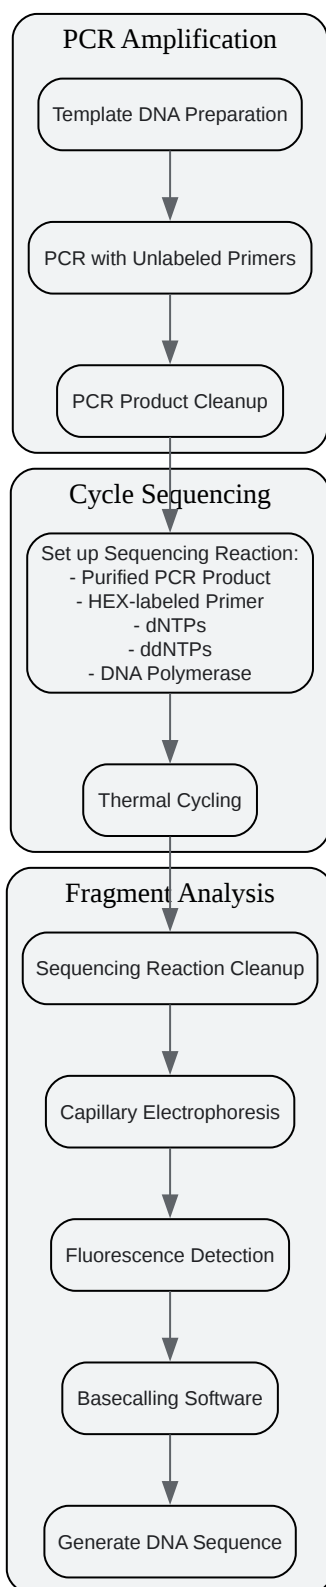 PCR Amplification
Template DNA Preparation
PCR with Unlabeled Primers
PCR Product Cleanup
Cycle Sequencing
Set up Sequencing Reaction:
- Purified PCR Product
- HEX-labeled Primer
- dNTPs
- ddNTPs
- DNA Polymerase
Thermal Cycling
Fragment Analysis
Sequencing Reaction Cleanup
Capillary Electrophoresis
Fluorescence Detection
Basecalling Software
Generate DNA Sequence